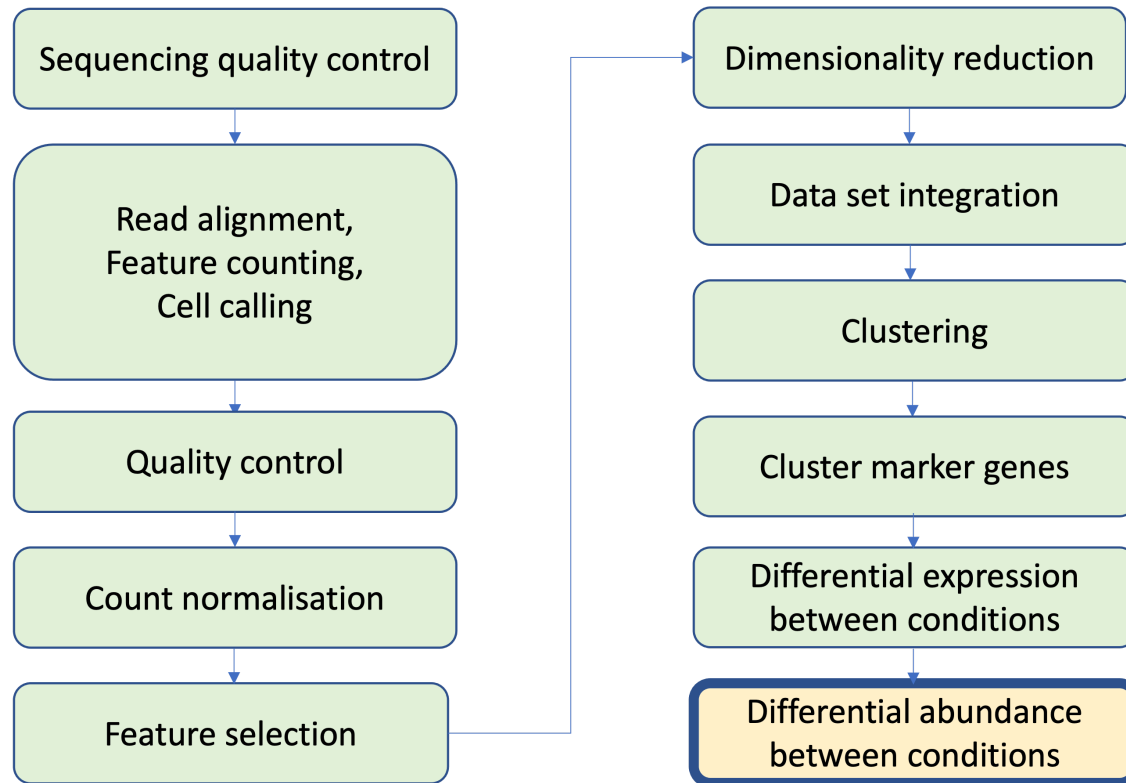 Sequencing quality control
Read alignment,
Feature counting,
Cell calling
Quality control
Count normalisation
Feature selection
Dimensionality reduction
Data set integration
Clustering
Cluster marker genes
Differential expression
between conditions
Differential abundance
between conditions